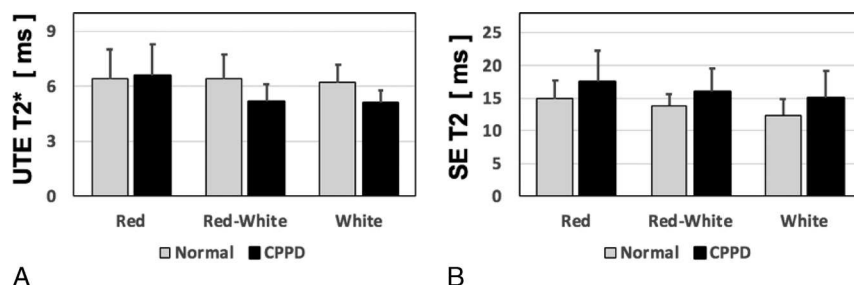 UTE T2* [ ms ]
9
6
3
0
Red Red-White White
Normal CPPD
A
SE T2 [ ms ]
25
20
15
10
5
0
Red Red-White White
Normal CPPD
B